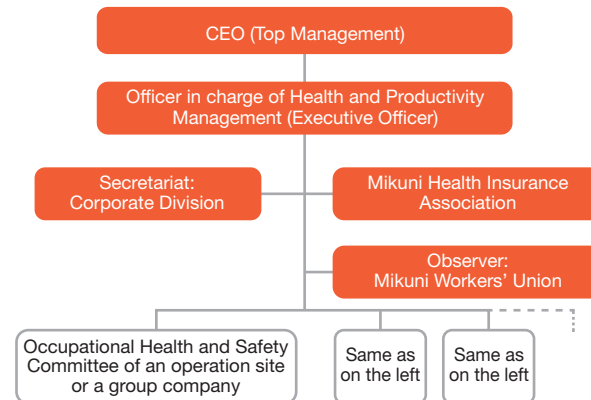 CEO (Top Management)
Officer in charge of Health and Productivity
Management (Executive Officer)
Secretariat:
Corporate Division
Mikuni Health Insurance
Association
Observer:
Mikuni Workers’ Union
Occupational Health and Safety
Committee of an operation site
or a group company
Same as
on the left
Same as
on the left